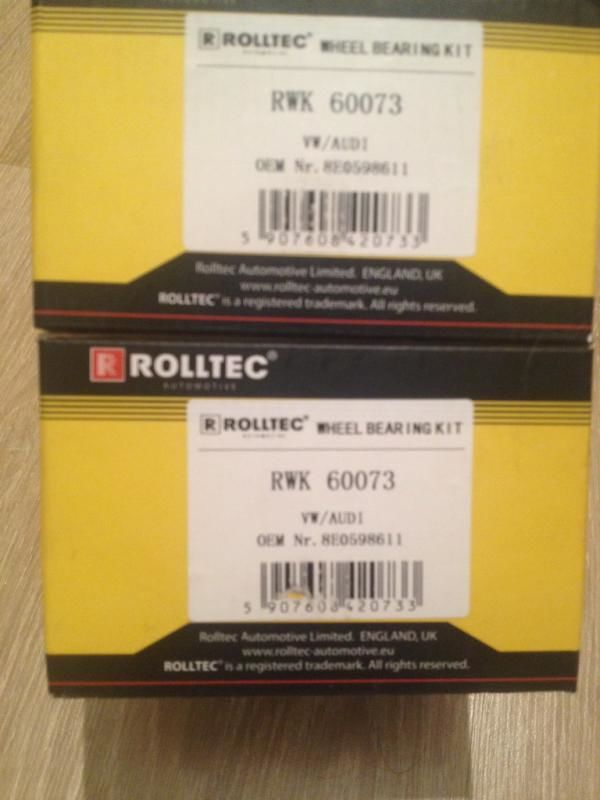 R ROLLTEC® WHEEL BEARING KIT
AUTOMOTIVE
RWK 60073
VW/AUDI
OEM Nr. 8E0598611
5 907608 420733
Rolltec Automotive Limited. ENGLAND, UK
www.rolltec-automotive.eu
ROLLTEC® is a registered trademark. All rights reserved.
R ROLLTEC®
AUTOMOTIVE
R ROLLTEC® WHEEL BEARING KIT
AUTOMOTIVE
RWK 60073
VW/AUDI
OEM Nr. 8E0598611
5 907608 420733
Rolltec Automotive Limited. ENGLAND, UK
www.rolltec-automotive.eu
ROLLTEC® is a registered trademark. All rights reserved.